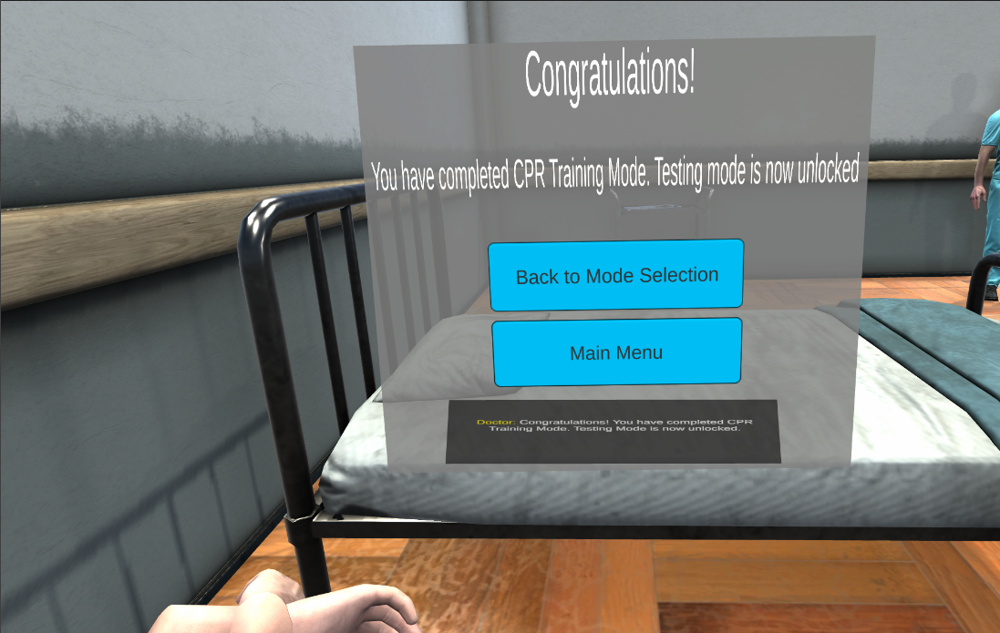 Congratulations!
You have completed CPR Training Mode. Testing mode is now unlocked
Back to Mode Selection
Main Menu
Doctor: Congratulations! You have completed CPR
Training Mode. Testing Mode is now unlocked.